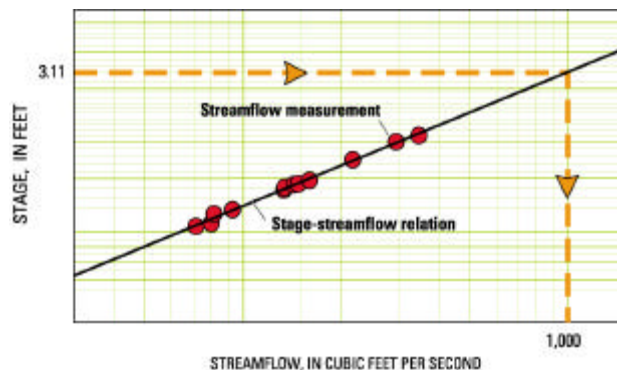 3.11
STAGE, IN FEET
Streamflow measurement
Stage-streamflow relation
1,000
STREAMFLOW, IN CUBIC FEET PER SECOND